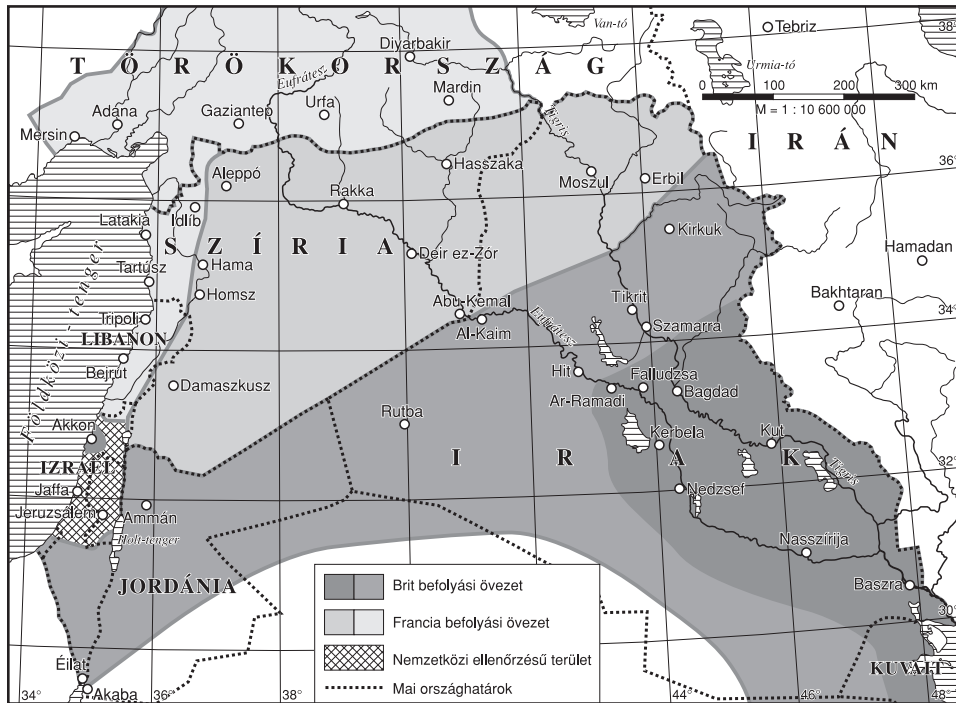 Van-tó
Tebriz
38°
Diyarbakir
TÖRÖKORSZÁG
Eufrátesz
Urmia-tó
Mardin
Adana
Gaziantep
Urfa
0 100 200 300 km
M = 1 : 10 600 000
Mersin
Tigris
IRÁN
Hasszaka
36°
Aleppó
Moszul
Erbil
Rakka
Latakia
Idlíb
SZÍRIA
Kirkuk
Földközi-tenger
Hama
Deir ez-Zór
Hamadan
Tartúsz
Homsz
Abu-Kemal
Tikrit
Bakhtaran
34°
Tripoli
Al-Kaim
Eufrátesz
Szamarra
LIBANON
Bejrút
Hit
Falludzsa
Damaszkusz
Ar-Ramadi
Bagdad
Akkon
Rutba
Kerbela
Kut
IRAK
Tigris
32°
IZRAEL
Jaffa
Nedzsef
Jeruzsálem
Ammán
Holt-tenger
Nasszíríja
JORDÁNIA
Baszra
Brit befolyási övezet
30°
Francia befolyási övezet
Nemzetközi ellenőrzésű terület
KUVAIT
Éilat
Mai országhatárok
Akaba
34°
36°
38°
44°
46°
48°